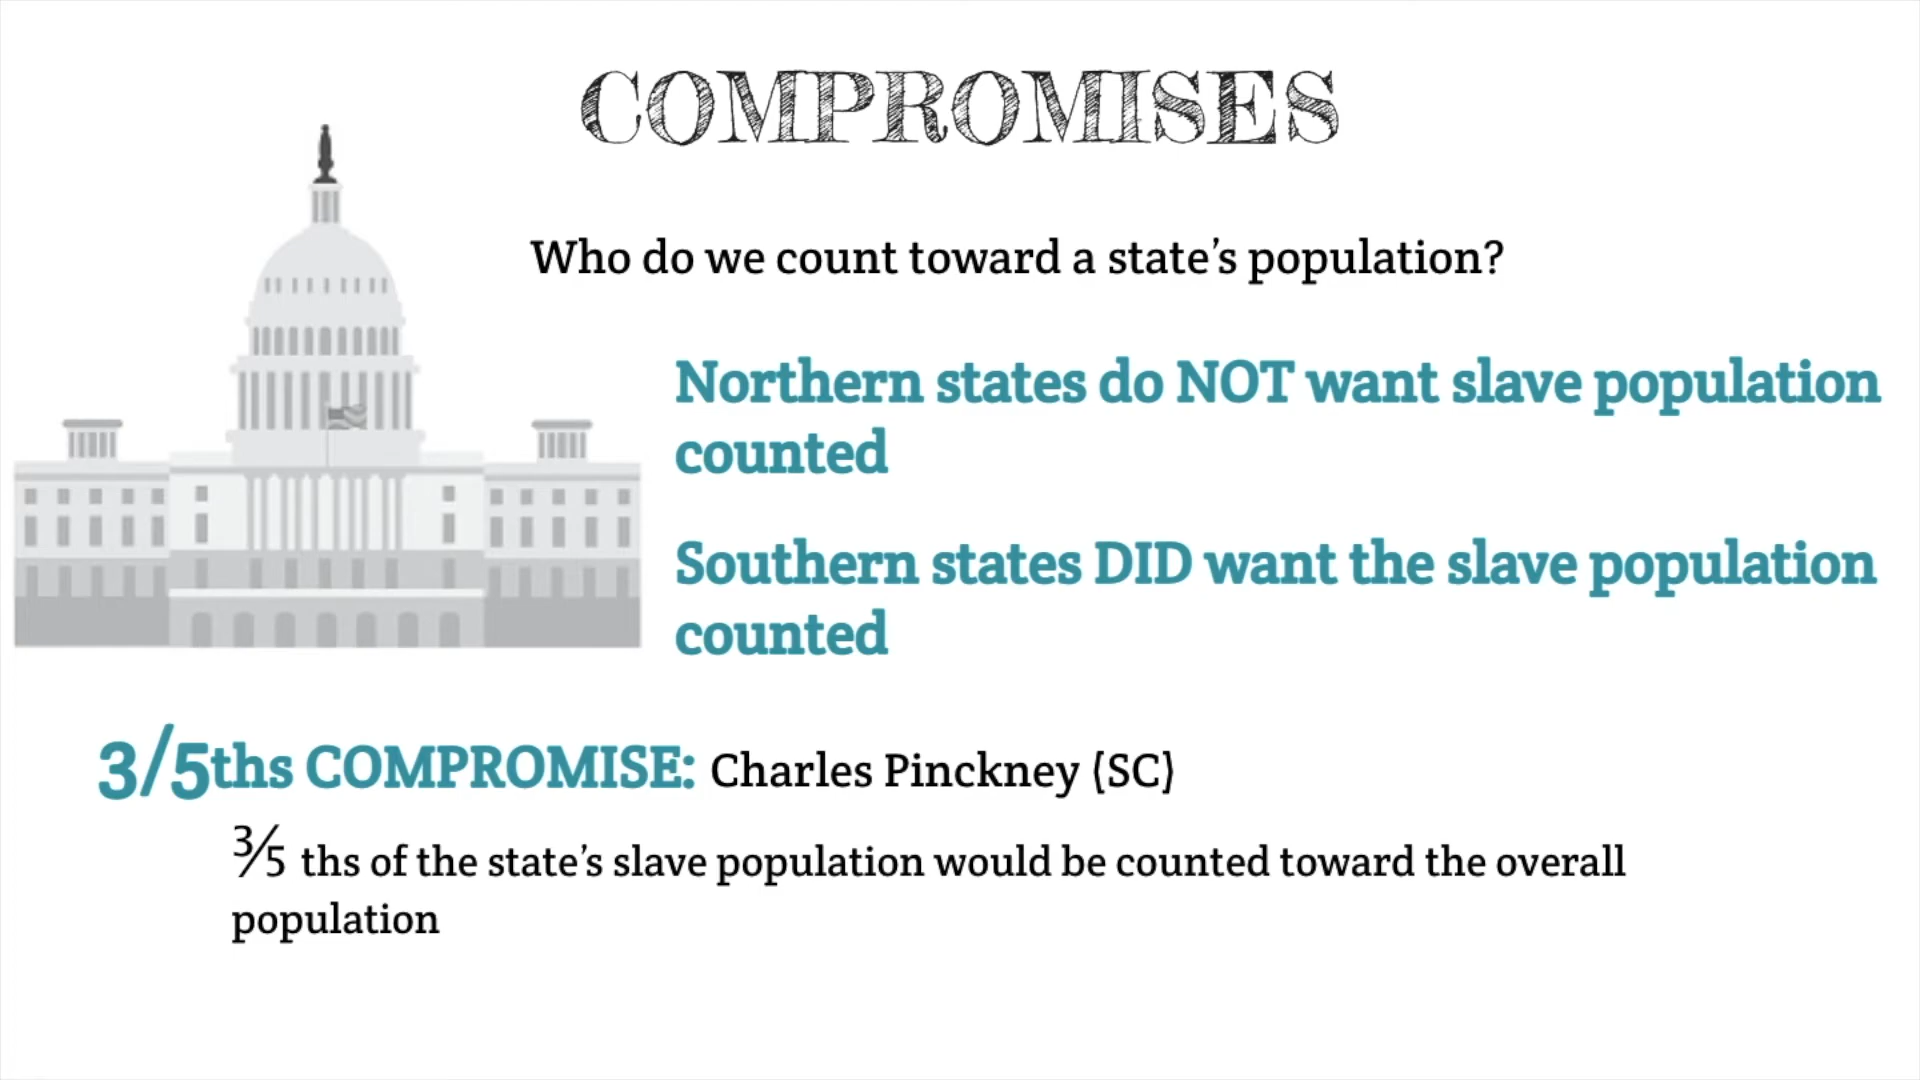 COMPROMISES
Who do we count toward a state’s population?
Northern states do NOT want slave population
counted
Southern states DID want the slave population
counted
3/5ths COMPROMISE: Charles Pinckney (SC)
⅗ ths of the state’s slave population would be counted toward the overall
population